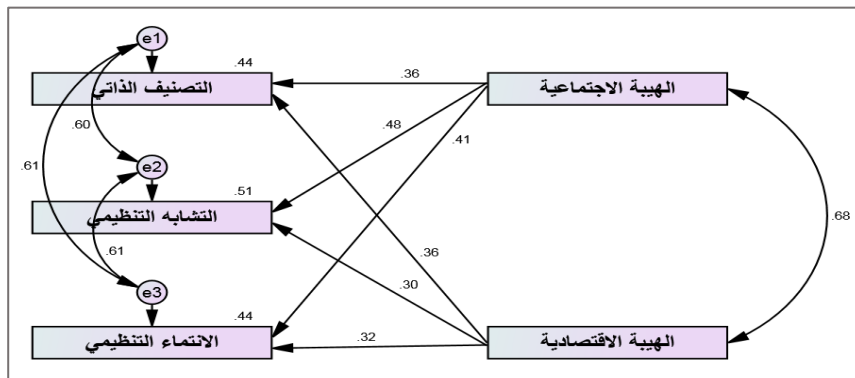 e1
.44
التصنيف الذاتي
.36
الهيبة الاجتماعية
.48
.41
.60
e2
.61
.51
التشابه التنظيمي
.68
.61
.36
.30
e3
.44
الانتماء التنظيمي
.32
الهيبة الاقتصادية